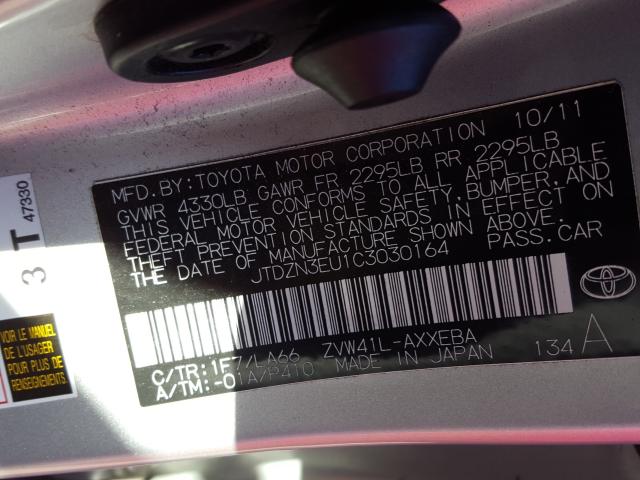 MFD. BY: TOYOTA MOTOR CORPORATION 10/11
GVWR 4330LB GAWR FR 2295LB RR 2295LB
THIS VEHICLE CONFORMS TO ALL APPLICABLE
FEDERAL MOTOR VEHICLE SAFETY, BUMPER, AND
THEFT PREVENTION STANDARDS IN EFFECT ON
THE DATE OF MANUFACTURE SHOWN ABOVE.
JTDZN3EU1C3030164 PASS. CAR
C/TR: 1F7/LA66 ZVW41L-AXXEBA
A/TM: -01A/P410 MADE IN JAPAN 134 A
3 T 47330
VOIR LE MANUEL
DE L'USAGER
POUR PLUS DE
RENSEIGNEMENTS